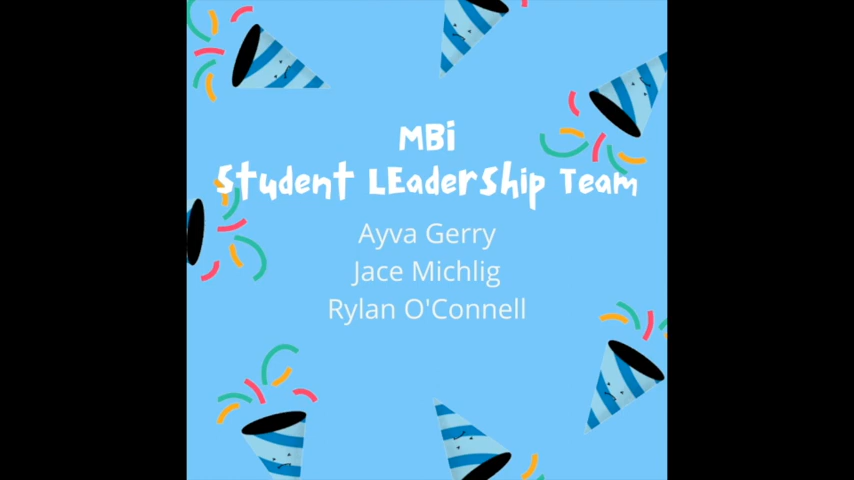 MBi
Student LEaderShip Team
Ayva Gerry
Jace Michlig
Rylan O'Connell